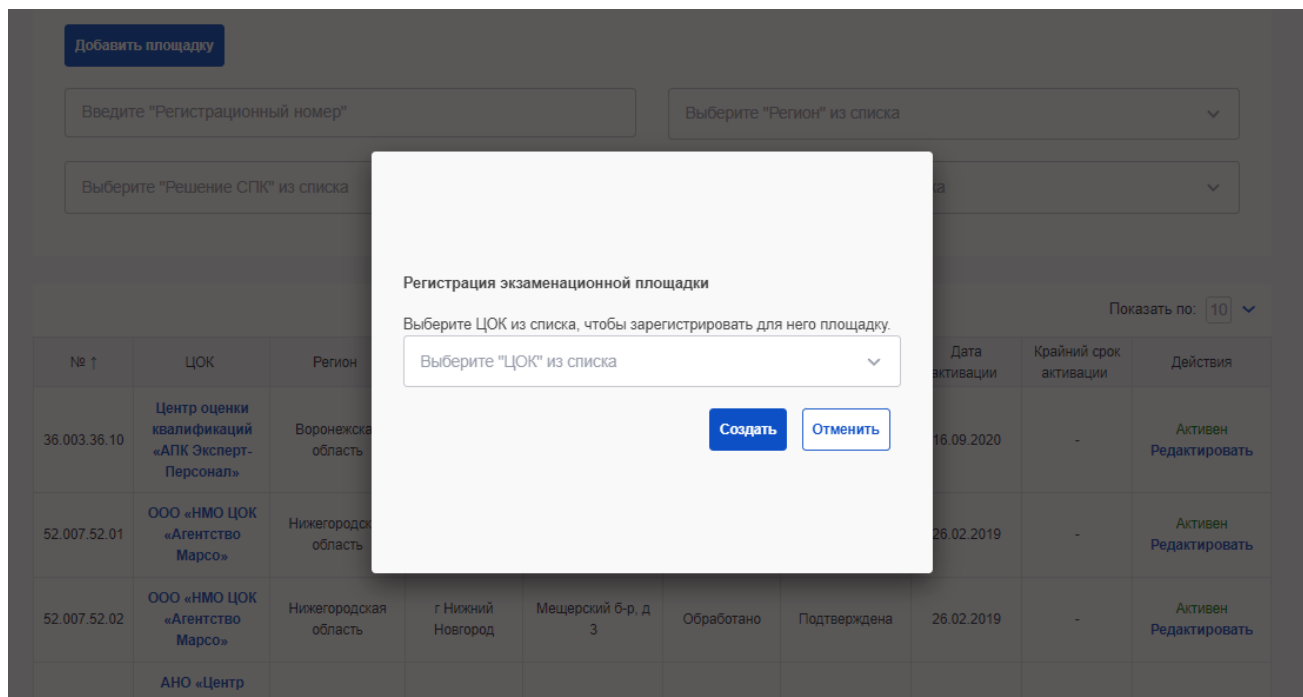 Добавить площадку
Введите "Регистрационный номер"
Выберите "Регион" из списка
Выберите "Решение СПК" из списка
Регистрация экзаменационной площадки
Выберите ЦОК из списка, чтобы зарегистрировать для него площадку.
Выберите "ЦОК" из списка
Создать
Отменить
Показать по: 10
№ ↑
ЦОК
Регион
Дата
активации
Крайний срок
активации
Действия
36.003.36.10
Центр оценки
квалификаций
«АПК Эксперт-
Персонал»
Воронежска
область
16.09.2020
-
Активен
Редактировать
52.007.52.01
ООО «НМО ЦОК
«Агентство
Марсо»
Нижегородск
область
26.02.2019
-
Активен
Редактировать
52.007.52.02
ООО «НМО ЦОК
«Агентство
Марсо»
Нижегородская
область
г Нижний
Новгород
Мещерский б-р, д
3
Обработано
Подтверждена
26.02.2019
-
Активен
Редактировать
АНО «Центр